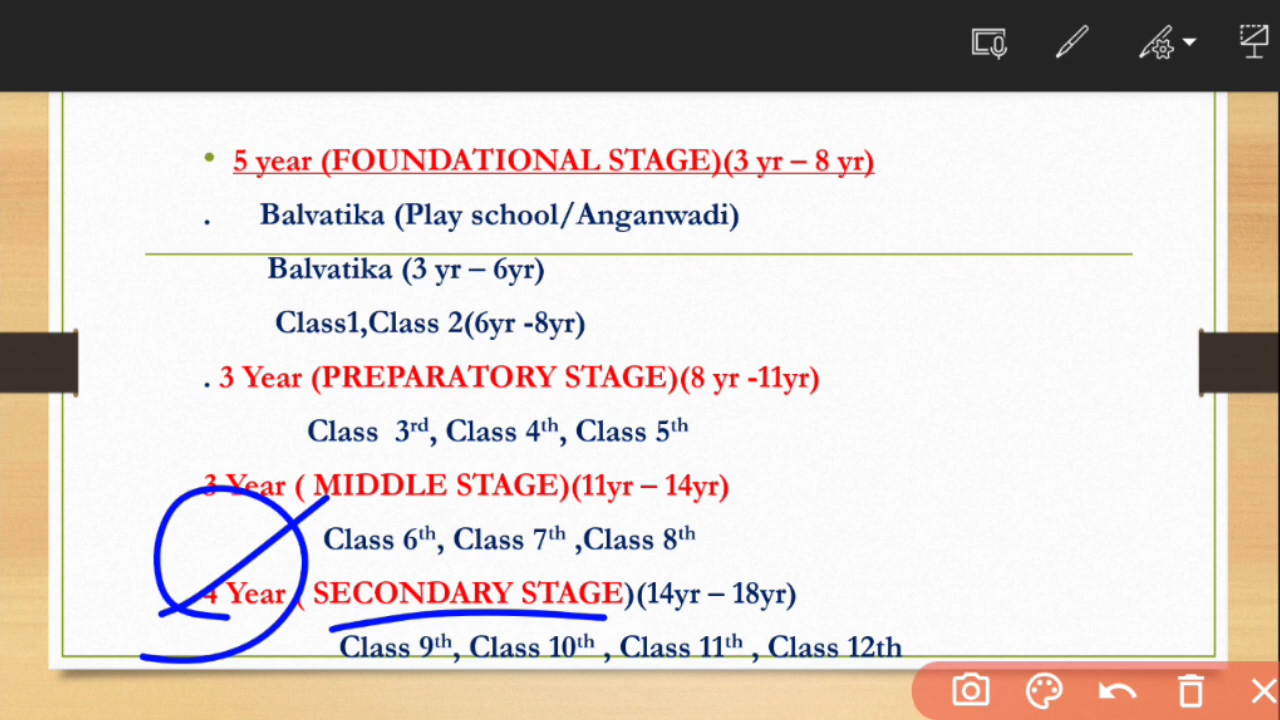 • 5 year (FOUNDATIONAL STAGE)(3 yr – 8 yr)
. Balvatika (Play school/Anganwadi)
Balvatika (3 yr – 6yr)
Class1,Class 2(6yr -8yr)
. 3 Year (PREPARATORY STAGE)(8 yr -11yr)
Class 3rd, Class 4th, Class 5th
3 Year ( MIDDLE STAGE)(11yr – 14yr)
Class 6th, Class 7th ,Class 8th
4 Year ( SECONDARY STAGE)(14yr – 18yr)
Class 9th, Class 10th , Class 11th , Class 12th